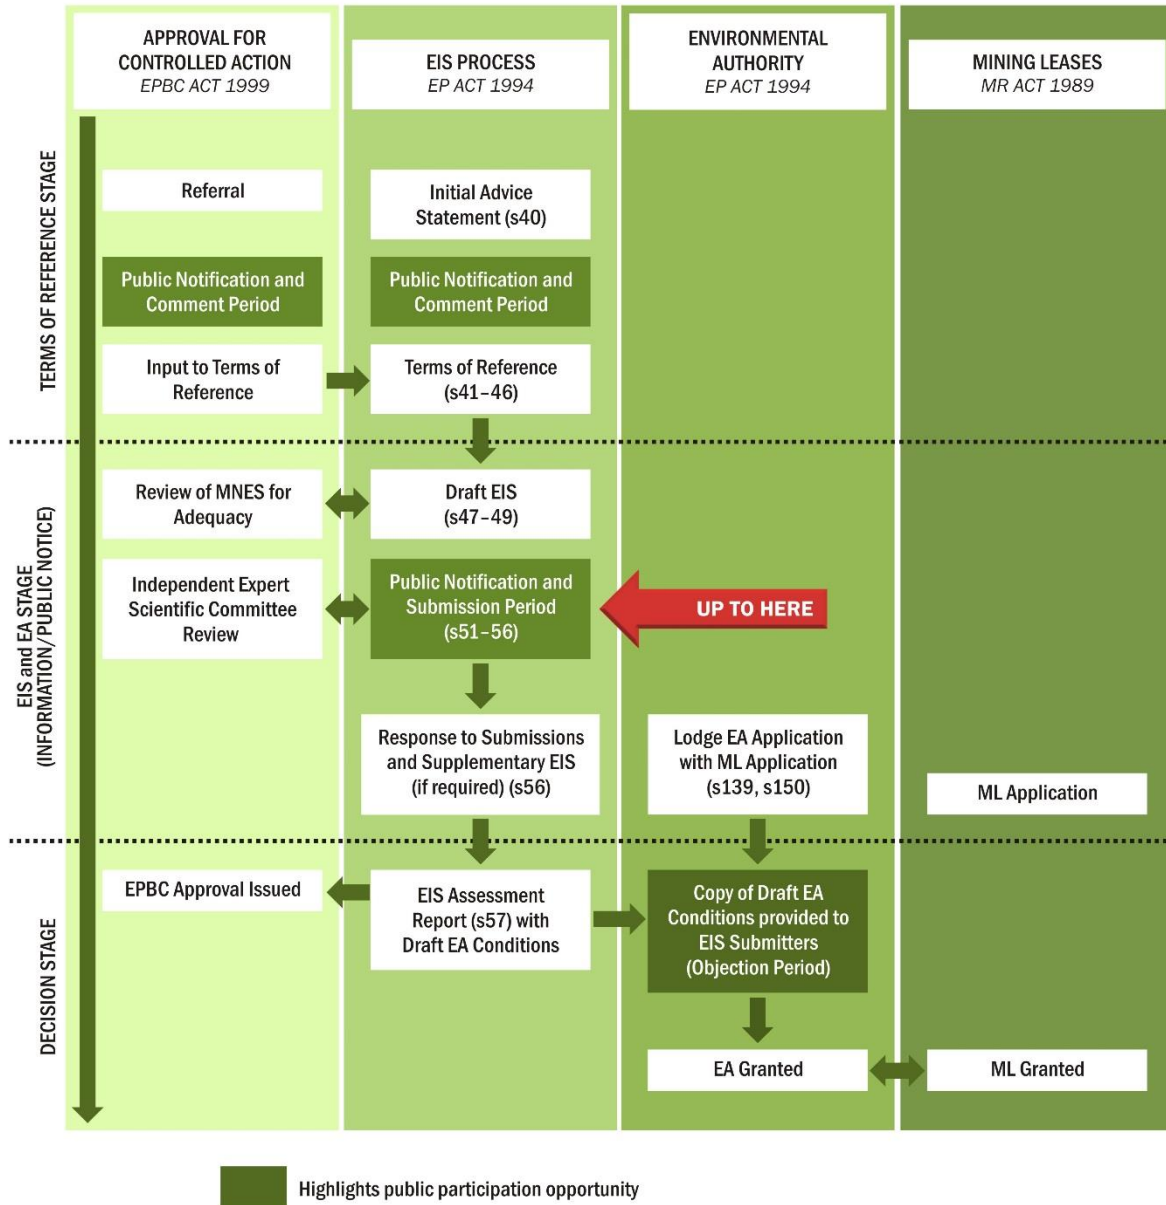 APPROVAL FOR
CONTROLLED ACTION
EPBC ACT 1999
EIS PROCESS
EP ACT 1994
ENVIRONMENTAL
AUTHORITY
EP ACT 1994
MINING LEASES
MR ACT 1989
TERMS OF REFERENCE STAGE
Referral
Initial Advice
Statement (s40)
Public Notification and
Comment Period
Public Notification and
Comment Period
Input to Terms of
Reference
Terms of Reference
(s41–46)
EIS and EA STAGE
(INFORMATION/PUBLIC NOTICE)
Review of MNES for
Adequacy
Draft EIS
(s47–49)
Independent Expert
Scientific Committee
Review
Public Notification and
Submission Period
(s51–56)
UP TO HERE
Response to Submissions
and Supplementary EIS
(if required) (s56)
Lodge EA Application
with ML Application
(s139, s150)
ML Application
DECISION STAGE
EPBC Approval Issued
EIS Assessment
Report (s57) with
Draft EA Conditions
Copy of Draft EA
Conditions provided to
EIS Submitters
(Objection Period)
EA Granted
ML Granted
Highlights public participation opportunity